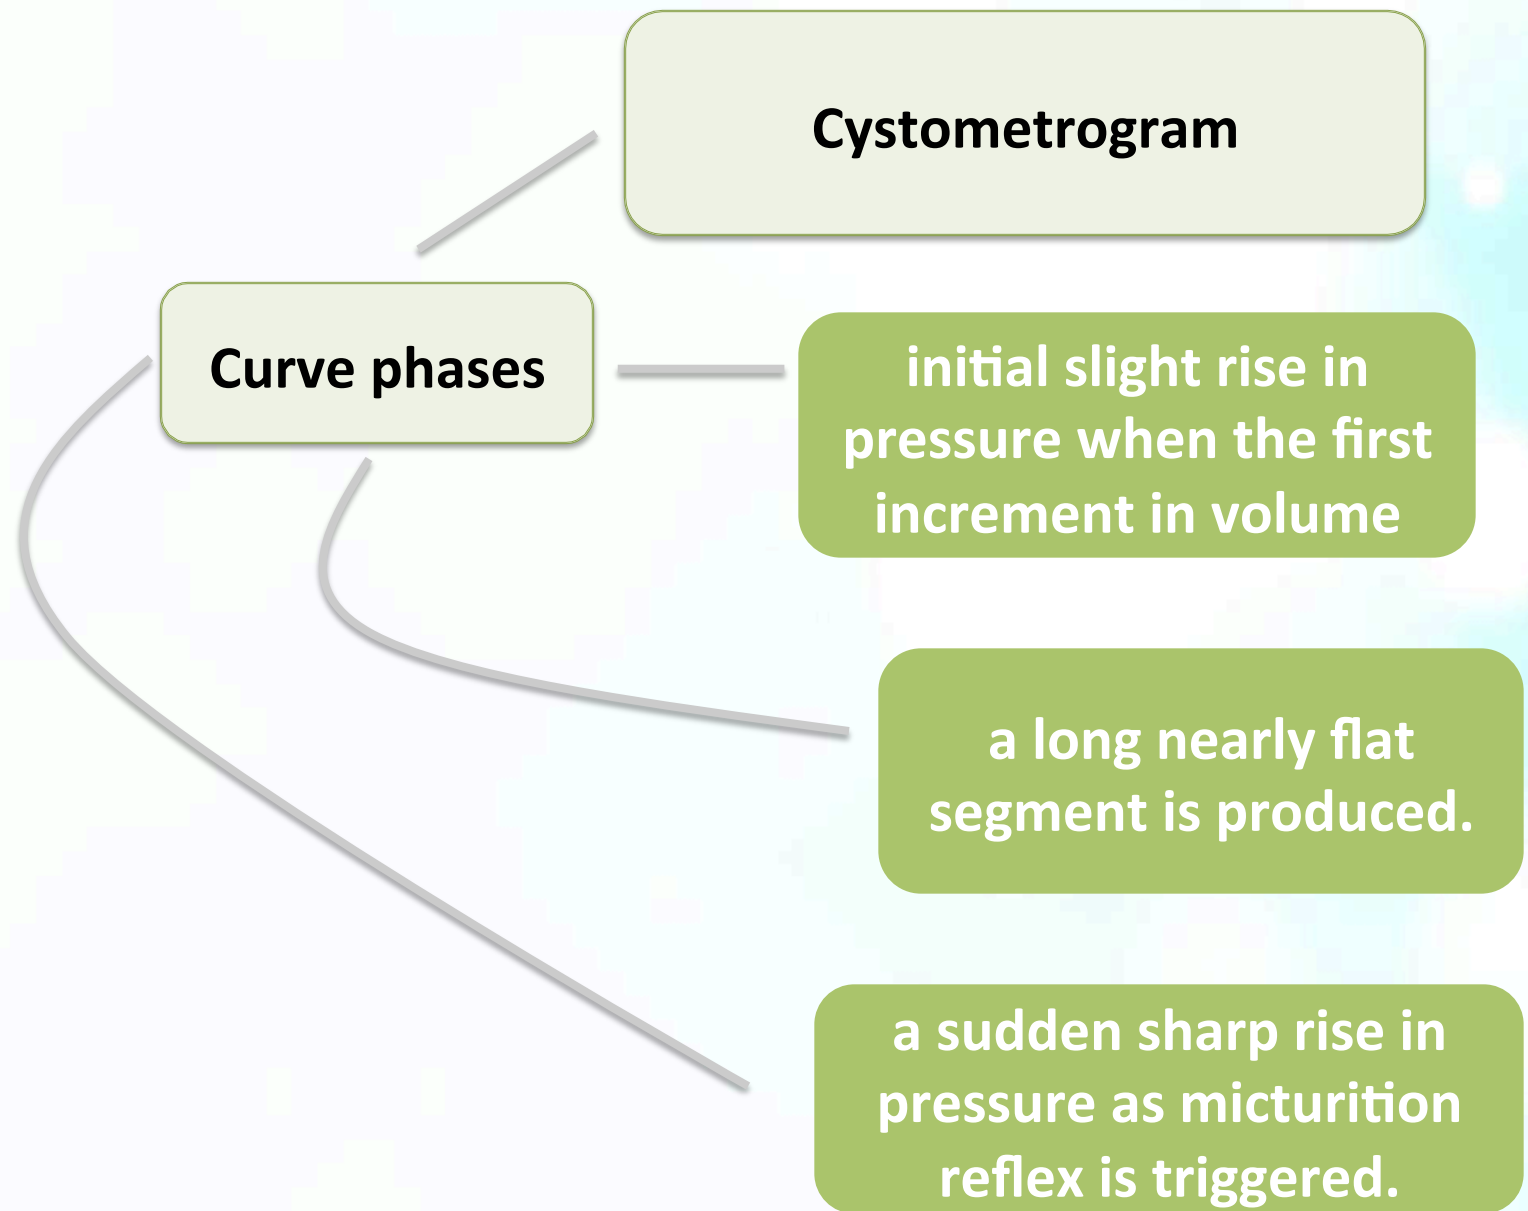 Cystometrogram
Curve phases
initial slight rise in
pressure when the first
increment in volume
a long nearly flat
segment is produced.
a sudden sharp rise in
pressure as micturition
reflex is triggered.